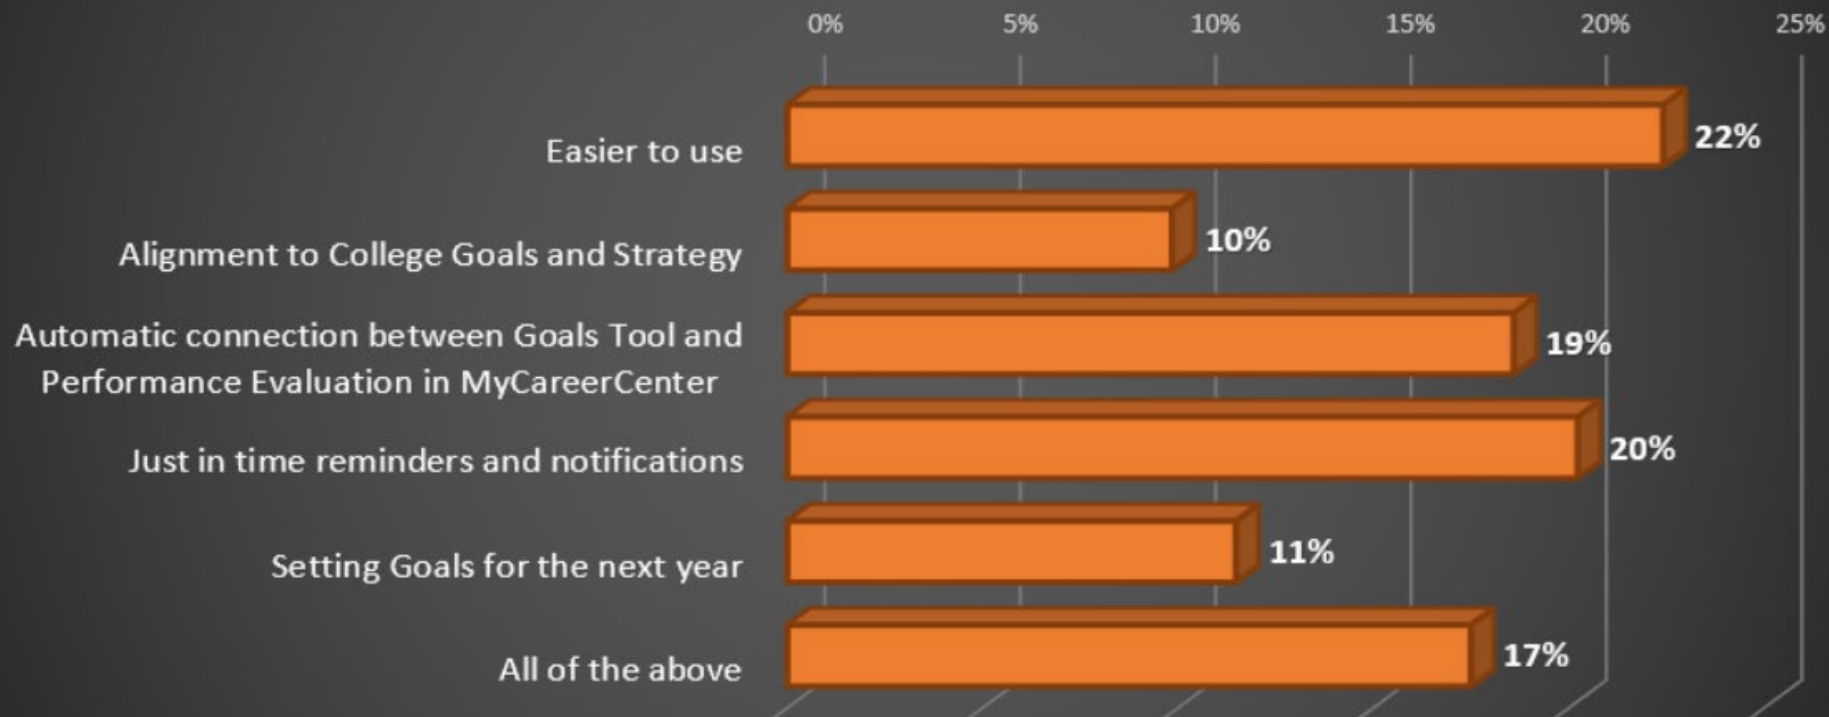 0% 5% 10% 15% 20% 25%
Easier to use 22%
Alignment to College Goals and Strategy 10%
Automatic connection between Goals Tool and
Performance Evaluation in MyCareerCenter 19%
Just in time reminders and notifications 20%
Setting Goals for the next year 11%
All of the above 17%